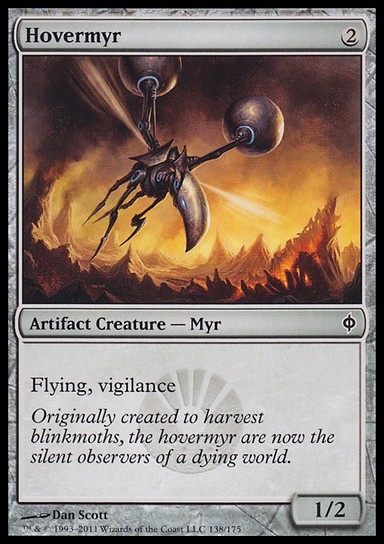 Hovermyr 2
Artifact Creature — Myr
Flying, vigilance
Originally created to harvest
blinkmoths, the hovermyr are now the
silent observers of a dying world.
Dan Scott
1/2
™ & © 1993–2011 Wizards of the Coast LLC 138/175